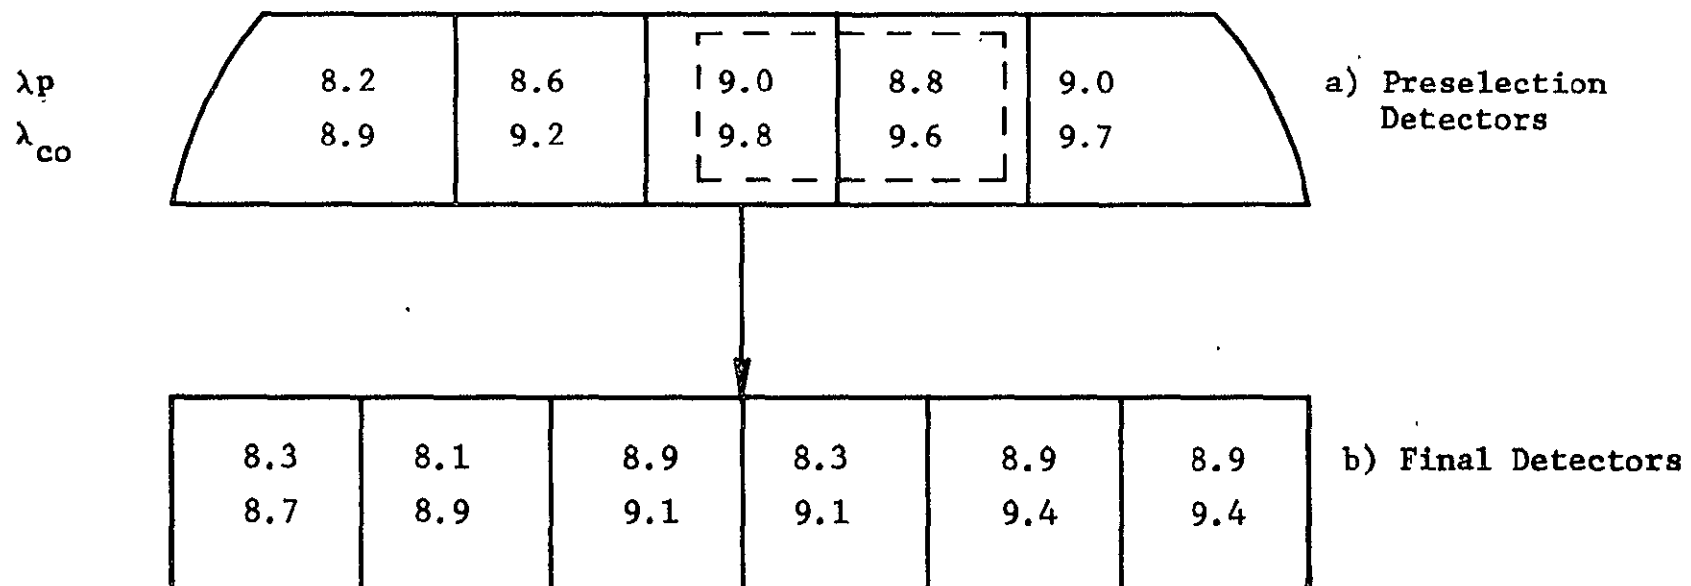 λp 8.2 8.6 9.0 8.8 9.0 a) Preselection
λco 8.9 9.2 9.8 9.6 9.7 Detectors
8.3 8.1 8.9 8.3 8.9 8.9 b) Final Detectors
8.7 8.9 9.1 9.1 9.4 9.4